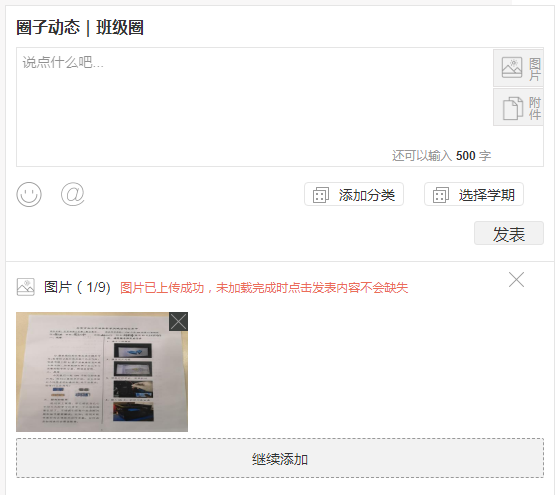 圈子动态 | 班级圈
说点什么吧...
图片
附件
还可以输入 500 字
@
添加分类
选择学期
发表
图片（1/9） 图片已上传成功，未加载完成时点击发表内容不会缺失
继续添加